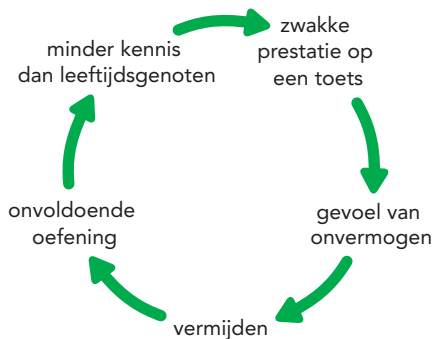 minder kennis
dan leeftijdsgenoten
zwakke
prestatie op
een toets
gevoel van
onvermogen
vermijden
onvoldoende
oefening